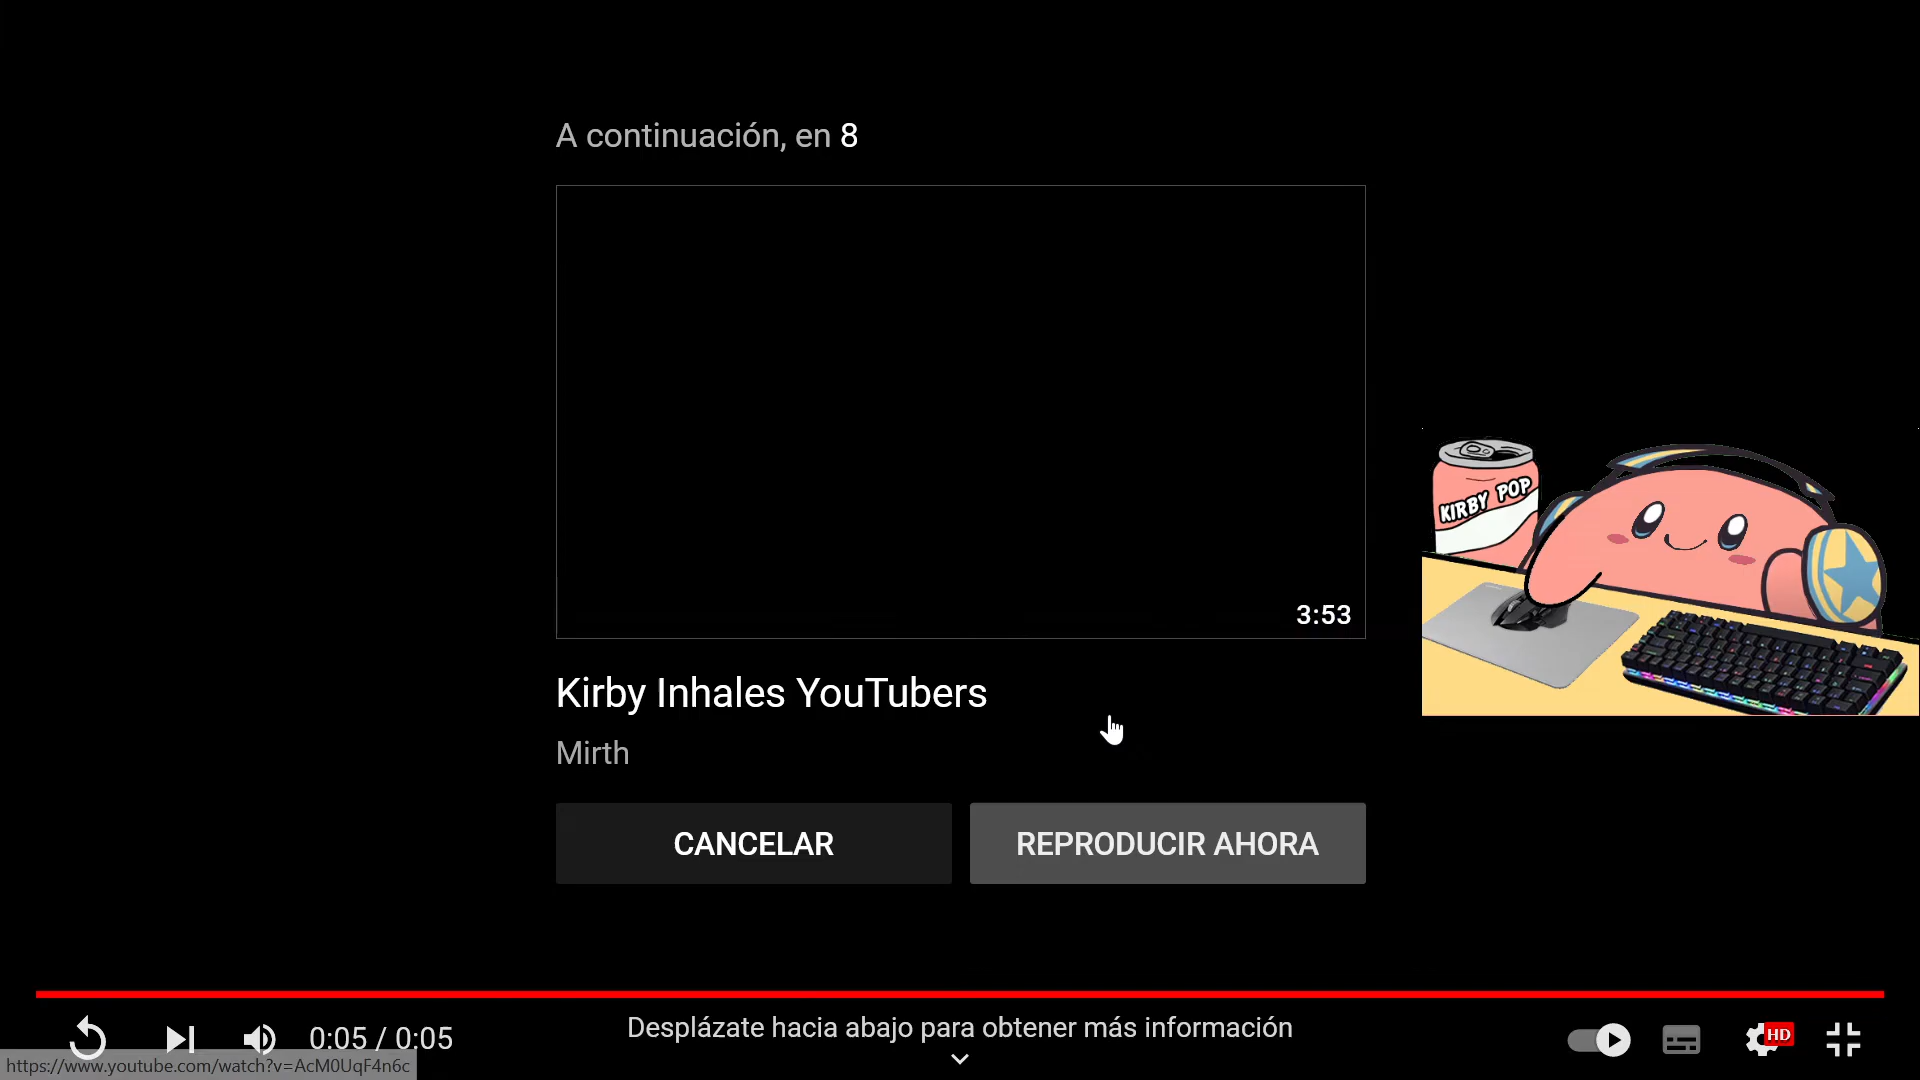 A continuación, en 8
3:53
KIRBY POP
Kirby Inhales YouTubers
Mirth
CANCELAR
REPRODUCIR AHORA
0:05 / 0:05
Desplázate hacia abajo para obtener más información
HD
https://www.youtube.com/watch?v=AcM0UqF4n6c